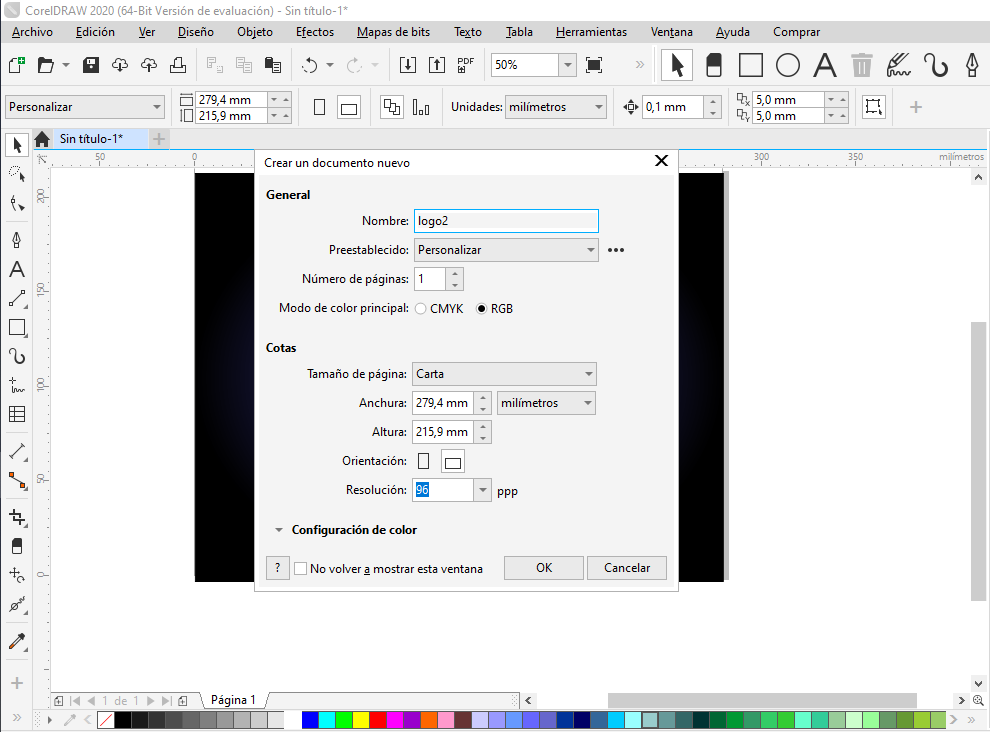 CorelDRAW 2020 (64-Bit Versión de evaluación) - Sin título-1*
Archivo Edición Ver Diseño Objeto Efectos Mapas de bits Texto Tabla Herramientas Ventana Ayuda Comprar
PDF 50% »
Personalizar 279,4 mm 215,9 mm Unidades: milímetros 0,1 mm 5,0 mm 5,0 mm
Sin título-1*
50 0 300 350 milímetros
Crear un documento nuevo
General
Nombre: logo2
Preestablecido: Personalizar
Número de páginas: 1
Modo de color principal: CMYK RGB
Cotas
Tamaño de página: Carta
Anchura: 279,4 mm milímetros
Altura: 215,9 mm
Orientación:
Resolución: 96 ppp
Configuración de color
? No volver a mostrar esta ventana OK Cancelar
200
150
100
50
0
1 de 1 Página 1